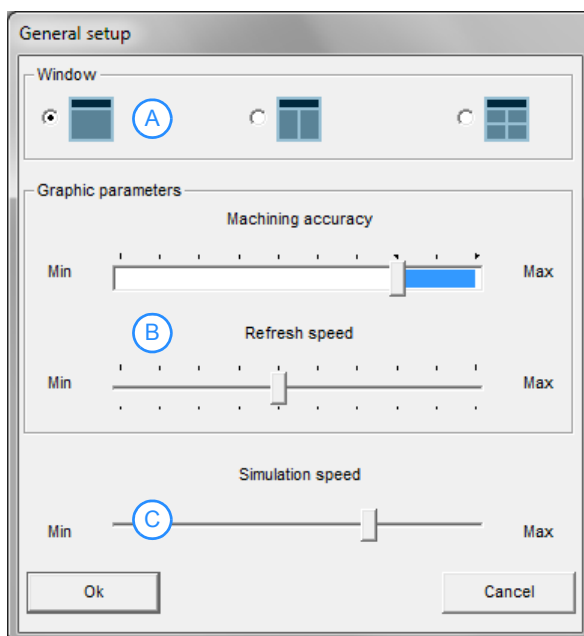 General setup
Window
A
Graphic parameters
Machining accuracy
Min Max
B
Refresh speed
Min Max
Simulation speed
C
Min Max
Ok Cancel